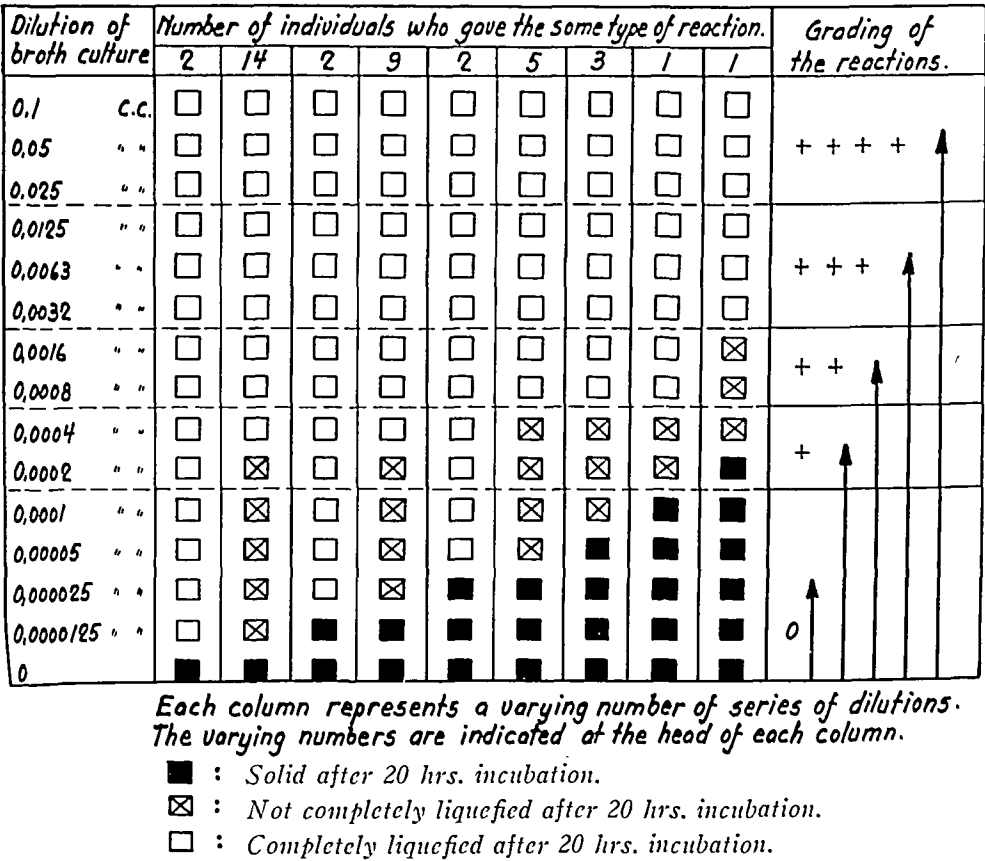 Dilution of broth culture
Number of individuals who gave the same type of reaction.
Grading of the reactions.
2 14 2 9 2 5 3 1 1
0,1 c.c.
0,05 " "
+ + + +
0,025 " "
0,0125 " "
0,0063 " "
+ + +
0,0032 " "
0,0016 " "
+ +
0,0008 " "
0,0004 " "
+
0,0002 " "
0,0001 " "
0,00005 " "
0,000025 " "
0,0000125 " "
0
0
Each column represents a varying number of series of dilutions.
The varying numbers are indicated at the head of each column.
: Solid after 20 hrs. incubation.
: Not completely liquefied after 20 hrs. incubation.
: Completely liquefied after 20 hrs. incubation.